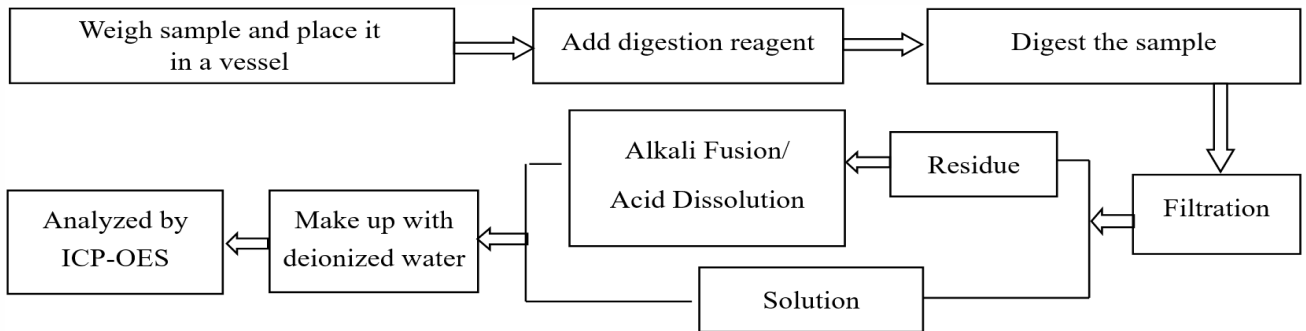 Weigh sample and place it
in a vessel
Add digestion reagent
Digest the sample
Filtration
Residue
Alkali Fusion/
Acid Dissolution
Solution
Make up with
deionized water
Analyzed by
ICP-OES